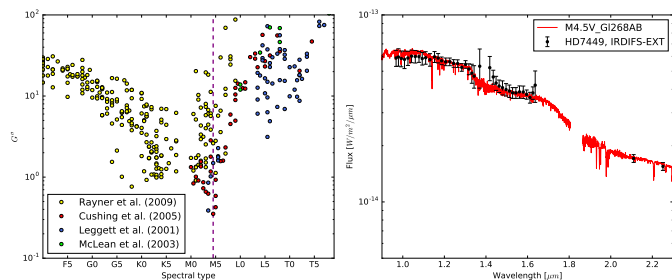 10^2
10^1
10^0
10^-1
G''
F5 G0 G5 K0 K5 M0 M5 L0 L5 T0 T5
Spectral type
Rayner et al. (2009)
Cushing et al. (2005)
Leggett et al. (2001)
McLean et al. (2003)
10^-13
10^-14
Flux [W/m^2/μm]
M4.5V_Gl268AB
HD7449, IRDIFS-EXT
1.0 1.2 1.4 1.6 1.8 2.0 2.2
Wavelength [μm]